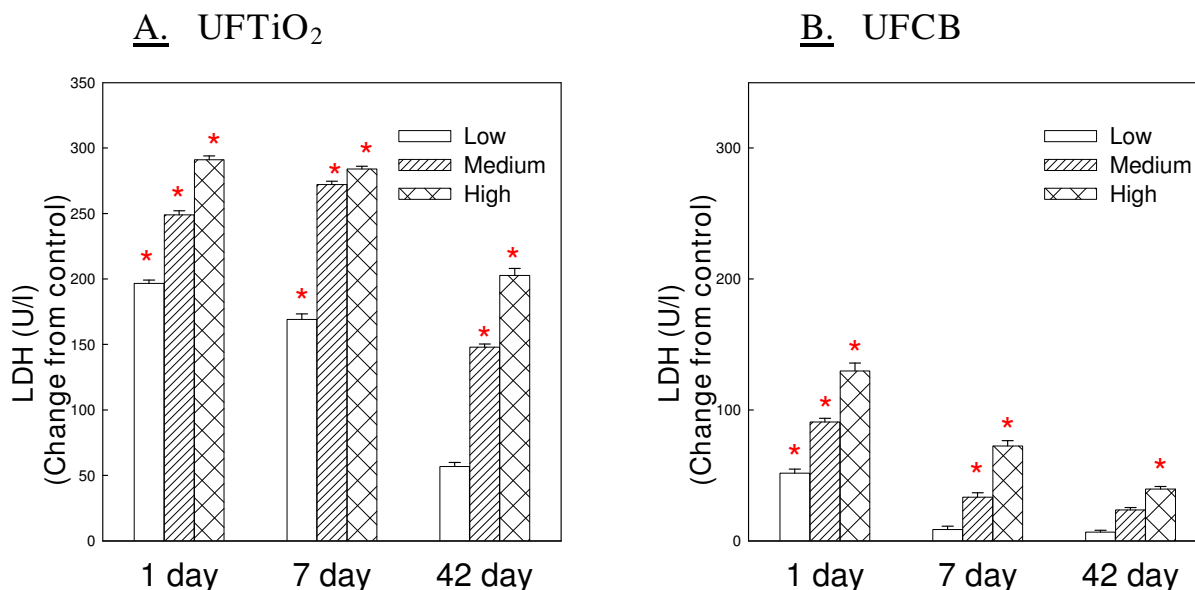 A. UFTiO₂
350
300
250
200
150
100
50
0
LDH (U/l)
(Change from control)
* * * * * * * *
Low
Medium
High
1 day 7 day 42 day
B. UFCB
300
200
100
0
LDH (U/l)
(Change from control)
* * * * * *
Low
Medium
High
1 day 7 day 42 day